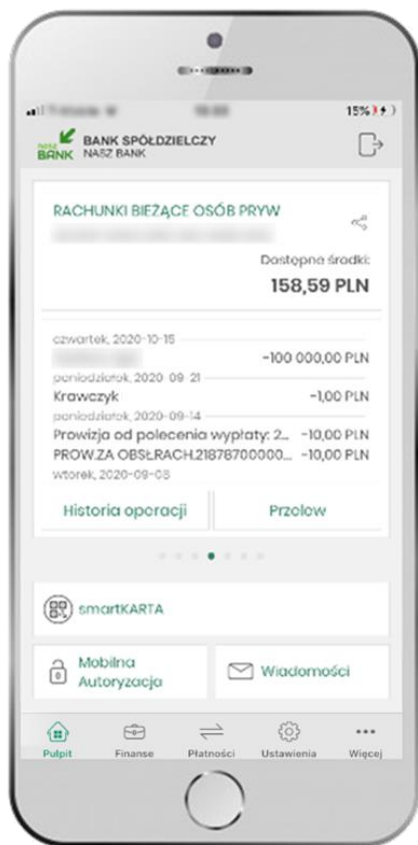 15%
NASZ
BANK
BANK SPÓŁDZIELCZY
NASZ BANK
RACHUNKI BIEŻĄCE OSÓB PRYW
Dostępne środki:
158,59 PLN
czwartek, 2020-10-15
-100 000,00 PLN
poniedziałek, 2020-09-21
Krawczyk -1,00 PLN
poniedziałek, 2020-09-14
Prowizja od polecenia wypłaty: 2... -10,00 PLN
PROW.ZA OBSŁ.RACH.21878700000... -10,00 PLN
wtorek, 2020-09-08
Historia operacji Przelew
smartKARTA
Mobilna
Autoryzacja
Wiadomości
Pulpit Finanse Płatności Ustawienia Więcej